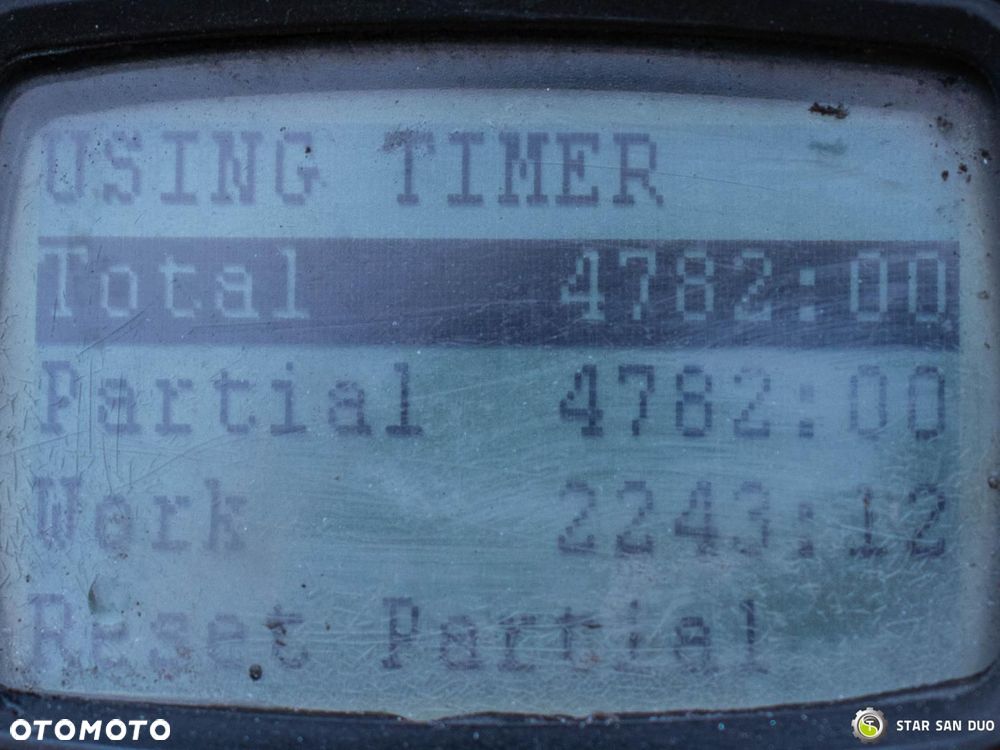 USING TIMER
Total 4782:00
Partial 4782:00
Work 2243:12
Reset Partial
OTOMOTO
STAR SAN DUO